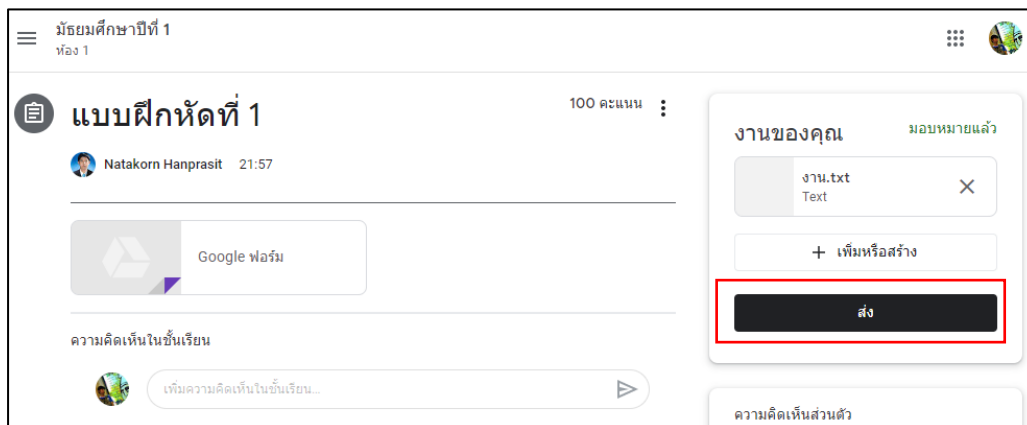 มัธยมศึกษาปีที่ 1
ห้อง 1
แบบฝึกหัดที่ 1
100 คะแนน
Natakorn Hanprasit 21:57
Google ฟอร์ม
ความคิดเห็นในชั้นเรียน
เพิ่มความคิดเห็นในชั้นเรียน...
งานของคุณ
มอบหมายแล้ว
งาน.txt
Text
+ เพิ่มหรือสร้าง
ส่ง
ความคิดเห็นส่วนตัว